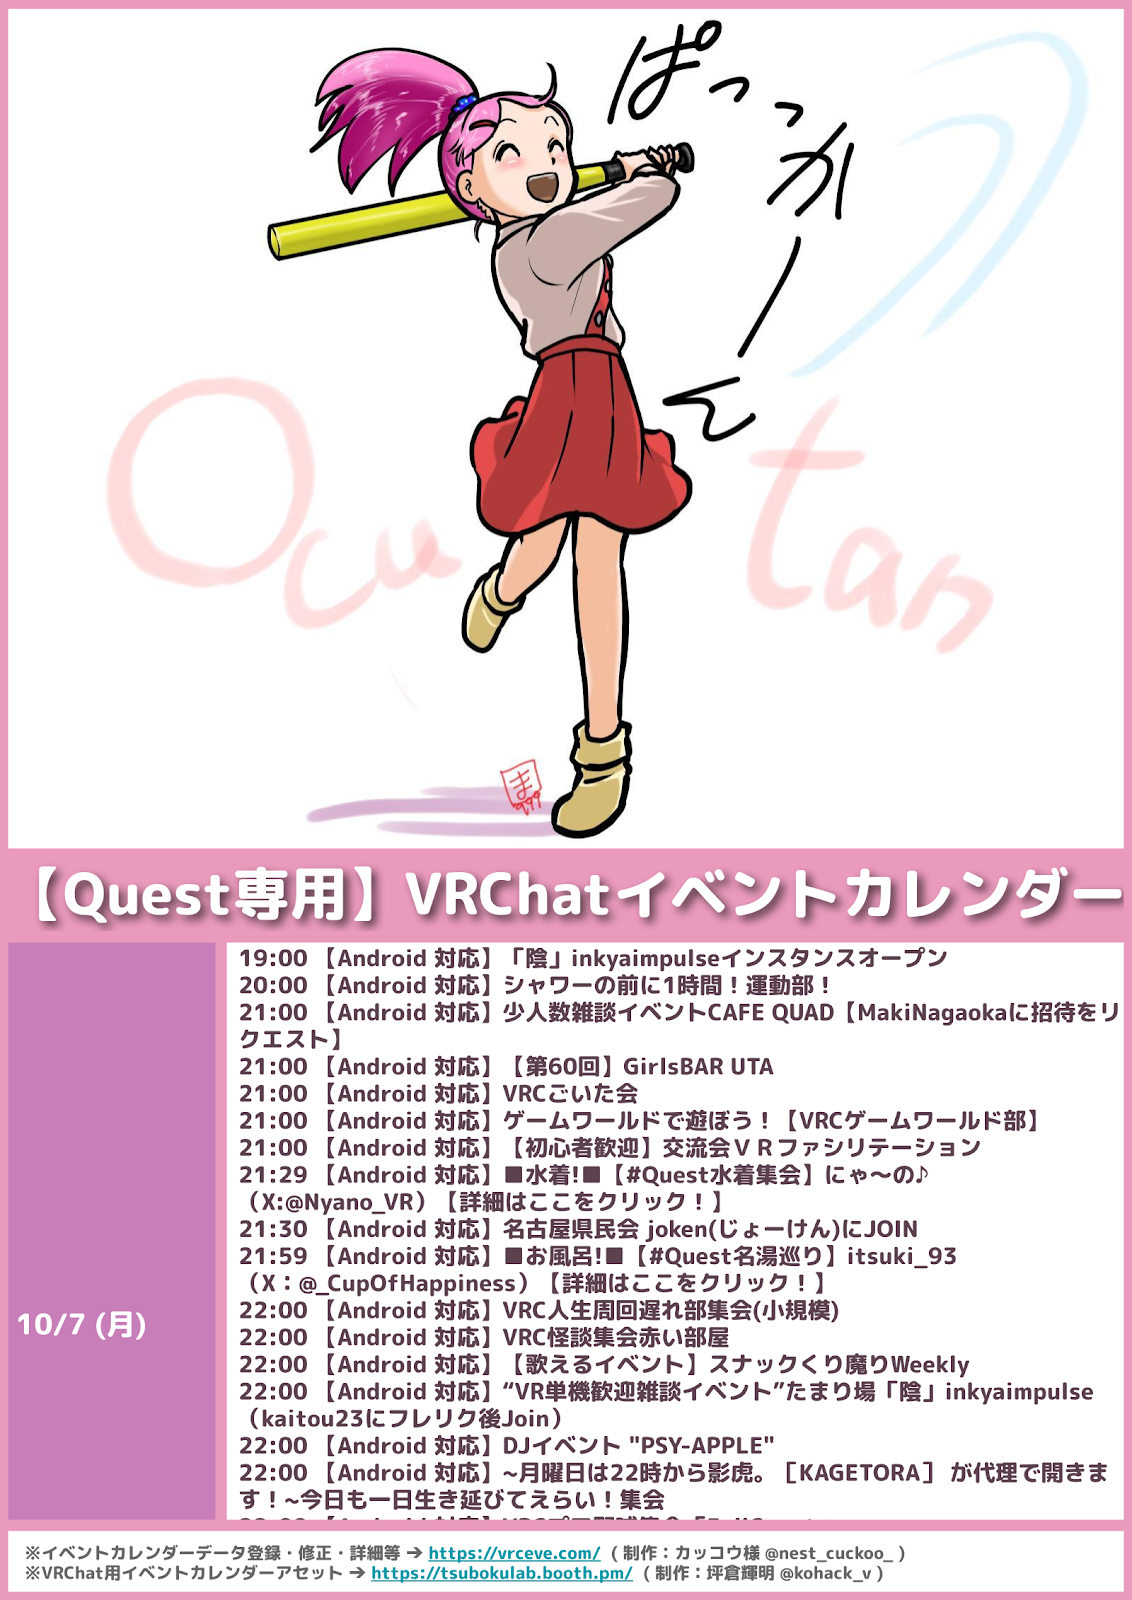 ぱっかーん
Ocu tan
ま
999
【Quest専用】VRChatイベントカレンダー
10/7 (月)
19:00 【Android 対応】「陰」inkyaimpulseインスタンスオープン
20:00 【Android 対応】シャワーの前に1時間！運動部！
21:00 【Android 対応】少人数雑談イベントCAFE QUAD【MakiNagaokaに招待をリ
クエスト】
21:00 【Android 対応】【第60回】GirlsBAR UTA
21:00 【Android 対応】VRCごいた会
21:00 【Android 対応】ゲームワールドで遊ぼう！【VRCゲームワールド部】
21:00 【Android 対応】【初心者歓迎】交流会ＶＲファシリテーション
21:29 【Android 対応】■水着!■【#Quest水着集会】にゃ～の♪
（X:@Nyano_VR）【詳細はここをクリック！】
21:30 【Android 対応】名古屋県民会 joken(じょーけん)にJOIN
21:59 【Android 対応】■お風呂!■【#Quest名湯巡り】itsuki_93
（X：@_CupOfHappiness）【詳細はここをクリック！】
22:00 【Android 対応】VRC人生周回遅れ部集会(小規模)
22:00 【Android 対応】VRC怪談集会赤い部屋
22:00 【Android 対応】【歌えるイベント】スナックくり魔りWeekly
22:00 【Android 対応】“VR単機歓迎雑談イベント”たまり場「陰」inkyaimpulse
（kaitou23にフレリク後Join）
22:00 【Android 対応】DJイベント "PSY-APPLE"
22:00 【Android 対応】~月曜日は22時から影虎。［KAGETORA］ が代理で開きま
す！~今日も一日生き延びてえらい！集会
※イベントカレンダーデータ登録・修正・詳細等 → https://vrceve.com/ ( 制作：カッコウ様 @nest_cuckoo_ )
※VRChat用イベントカレンダーアセット → https://tsubokulab.booth.pm/ ( 制作：坪倉輝明 @kohack_v )